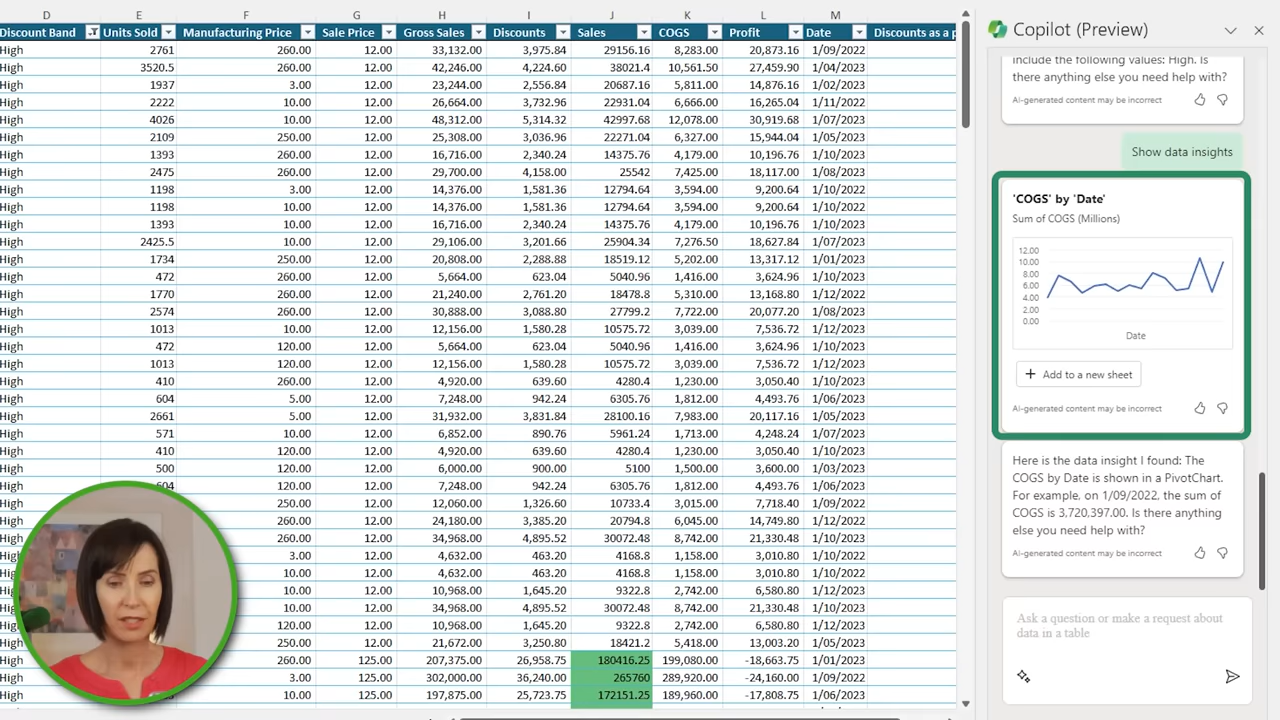 D E F G H I J K L M
Discount Band Units Sold Manufacturing Price Sale Price Gross Sales Discounts Sales COGS Profit Date Discounts as a
High 2761 260.00 12.00 33,132.00 3,975.84 29156.16 8,283.00 20,873.16 1/09/2022
High 3520.5 260.00 12.00 42,246.00 4,224.60 38021.4 10,561.50 27,459.90 1/04/2023
High 1937 3.00 12.00 23,244.00 2,556.84 20687.16 5,811.00 14,876.16 1/02/2022
High 2222 10.00 12.00 26,664.00 3,732.96 22931.04 6,666.00 16,265.04 1/11/2022
High 4026 10.00 12.00 48,312.00 5,314.32 42997.68 12,078.00 30,919.68 1/07/2023
High 2109 250.00 12.00 25,308.00 3,036.96 22271.04 6,327.00 15,944.04 1/05/2023
High 1393 260.00 12.00 16,716.00 2,340.24 14375.76 4,179.00 10,196.76 1/10/2023
High 2475 260.00 12.00 29,700.00 4,158.00 25542 7,425.00 18,117.00 1/08/2023
High 1198 3.00 12.00 14,376.00 1,581.36 12794.64 3,594.00 9,200.64 1/10/2022
High 1198 10.00 12.00 14,376.00 1,581.36 12794.64 3,594.00 9,200.64 1/10/2022
High 1393 10.00 12.00 16,716.00 2,340.24 14375.76 4,179.00 10,196.76 1/10/2023
High 2425.5 10.00 12.00 29,106.00 3,201.66 25904.34 7,276.50 18,627.84 1/07/2023
High 1734 250.00 12.00 20,808.00 2,288.88 18519.12 5,202.00 13,317.12 1/01/2023
High 472 260.00 12.00 5,664.00 623.04 5040.96 1,416.00 3,624.96 1/10/2023
High 1770 260.00 12.00 21,240.00 2,761.20 18478.8 5,310.00 13,168.80 1/12/2022
High 2574 260.00 12.00 30,888.00 3,088.80 27799.2 7,722.00 20,077.20 1/08/2023
High 1013 10.00 12.00 12,156.00 1,580.28 10575.72 3,039.00 7,536.72 1/12/2023
High 472 120.00 12.00 5,664.00 623.04 5040.96 1,416.00 3,624.96 1/10/2023
High 1013 120.00 12.00 12,156.00 1,580.28 10575.72 3,039.00 7,536.72 1/12/2023
High 410 260.00 12.00 4,920.00 639.60 4280.4 1,230.00 3,050.40 1/10/2023
High 604 5.00 12.00 7,248.00 942.24 6305.76 1,812.00 4,493.76 1/06/2023
High 2661 5.00 12.00 31,932.00 3,831.84 28100.16 7,983.00 20,117.16 1/05/2023
High 571 10.00 12.00 6,852.00 890.76 5961.24 1,713.00 4,248.24 1/07/2023
High 410 120.00 12.00 4,920.00 639.60 4280.4 1,230.00 3,050.40 1/10/2023
High 500 120.00 12.00 6,000.00 900.00 5100 1,500.00 3,600.00 1/03/2023
High 604 120.00 12.00 7,248.00 942.24 6305.76 1,812.00 4,493.76 1/06/2023
High 250.00 12.00 12,060.00 1,326.60 10733.4 3,015.00 7,718.40 1/09/2022
High 260.00 12.00 24,180.00 3,385.20 20794.8 6,045.00 14,749.80 1/12/2022
260.00 12.00 34,968.00 4,895.52 30072.48 8,742.00 21,330.48 1/10/2023
3.00 12.00 4,632.00 463.20 4168.8 1,158.00 3,010.80 1/10/2022
10.00 12.00 4,632.00 463.20 4168.8 1,158.00 3,010.80 1/10/2022
10.00 12.00 10,968.00 1,645.20 9322.8 2,742.00 6,580.80 1/12/2022
10.00 12.00 34,968.00 4,895.52 30072.48 8,742.00 21,330.48 1/10/2023
120.00 12.00 10,968.00 1,645.20 9322.8 2,742.00 6,580.80 1/12/2022
250.00 12.00 21,672.00 3,250.80 18421.2 5,418.00 13,003.20 1/05/2023
High 260.00 125.00 207,375.00 26,958.75 180416.25 199,080.00 -18,663.75 1/01/2023
High 3.00 125.00 302,000.00 36,240.00 265760 289,920.00 -24,160.00 1/06/2022
High 10.00 125.00 197,875.00 25,723.75 172151.25 189,960.00 -17,808.75 1/06/2023
Copilot (Preview)
include the following values: High. Is
there anything else you need help with?
AI-generated content may be incorrect
Show data insights
'COGS' by 'Date'
Sum of COGS (Millions)
12.00
10.00
8.00
6.00
4.00
2.00
0.00
Date
+ Add to a new sheet
AI-generated content may be incorrect
Here is the data insight I found: The
COGS by Date is shown in a PivotChart.
For example, on 1/09/2022, the sum of
COGS is 3,720,397.00. Is there anything
else you need help with?
AI-generated content may be incorrect
Ask a question or make a request about
data in a table